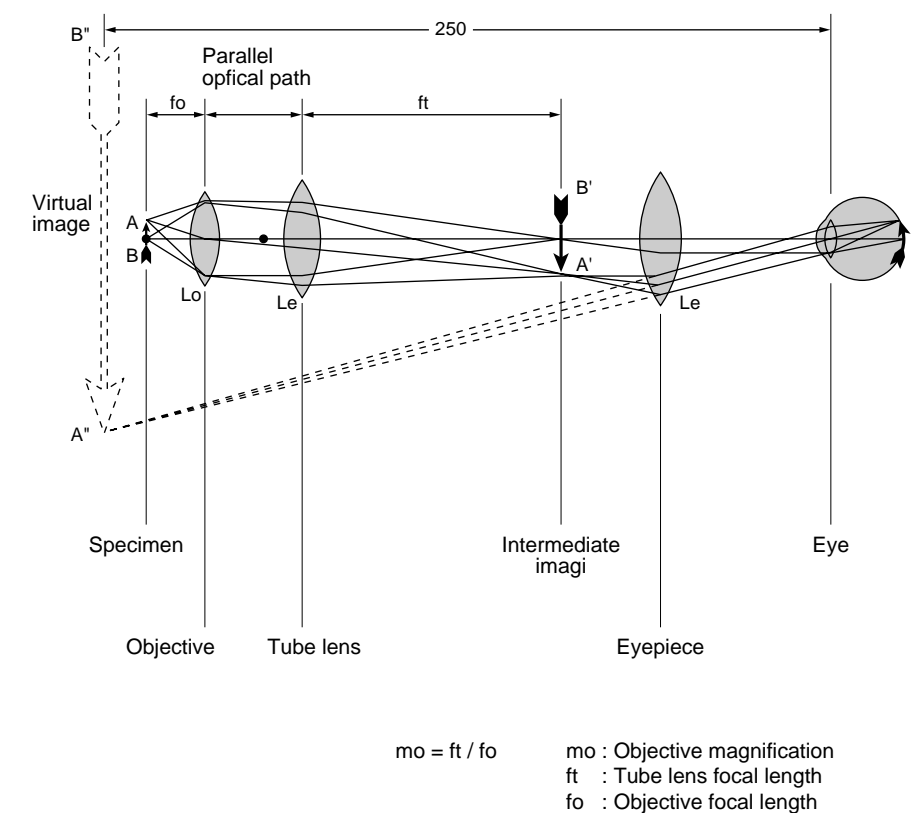 250
B"
Parallel
opfical path
fo
ft
Virtual
image
A
B
B'
A'
Lo
Le
Le
A"
Specimen
Intermediate
imagi
Eye
Objective
Tube lens
Eyepiece
mo = ft / fo
mo : Objective magnification
ft : Tube lens focal length
fo : Objective focal length